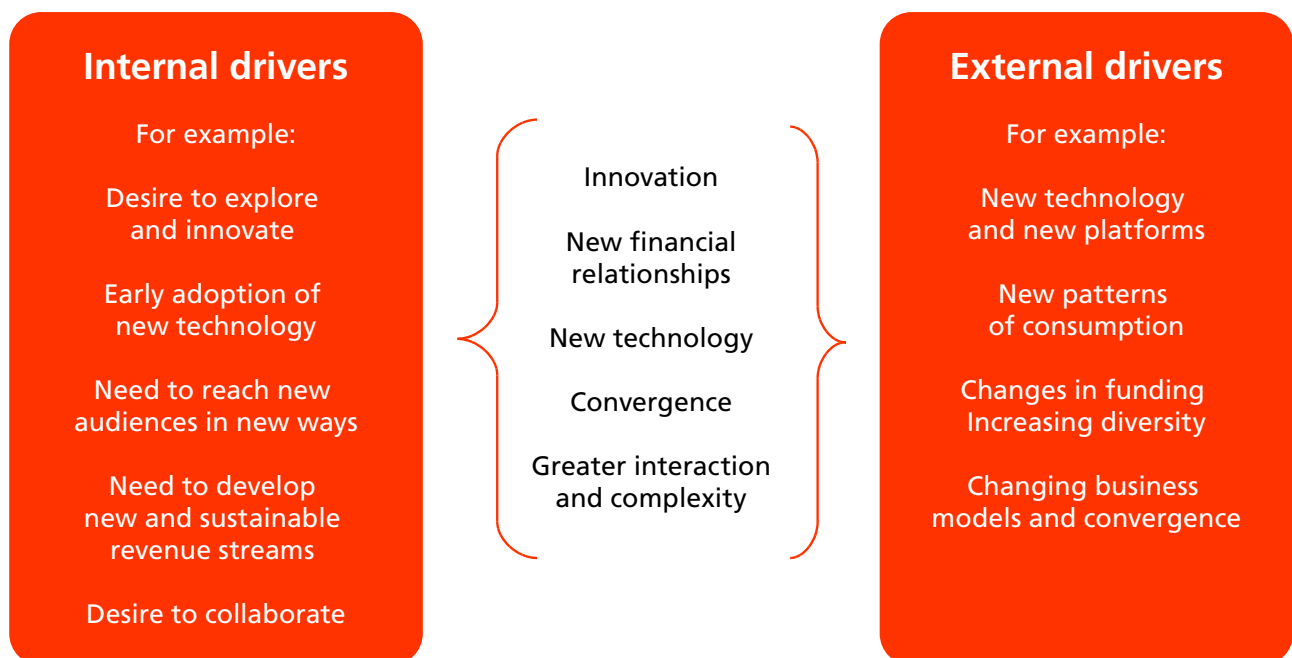 Internal drivers
For example:
Desire to explore
and innovate
Early adoption of
new technology
Need to reach new
audiences in new ways
Need to develop
new and sustainable
revenue streams
Desire to collaborate
Innovation
New financial
relationships
New technology
Convergence
Greater interaction
and complexity
External drivers
For example:
New technology
and new platforms
New patterns
of consumption
Changes in funding
Increasing diversity
Changing business
models and convergence